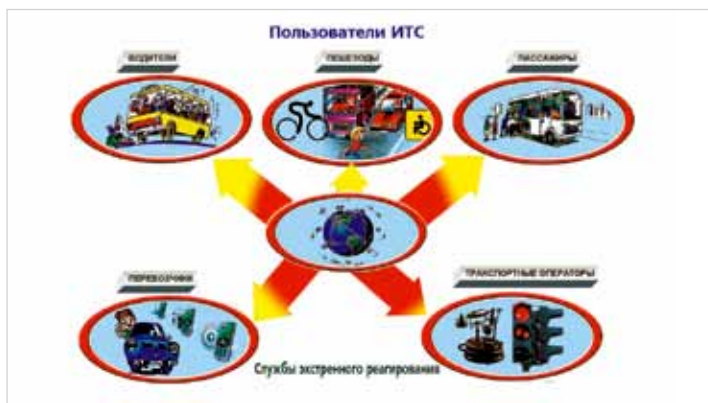 Пользователи ИТС
ВОДИТЕЛИ
ПЕШЕХОДЫ
ПАССАЖИРЫ
ПЕРЕВОЗЧИКИ
ТРАНСПОРТНЫЕ ОПЕРАТОРЫ
Службы экстренного реагирования